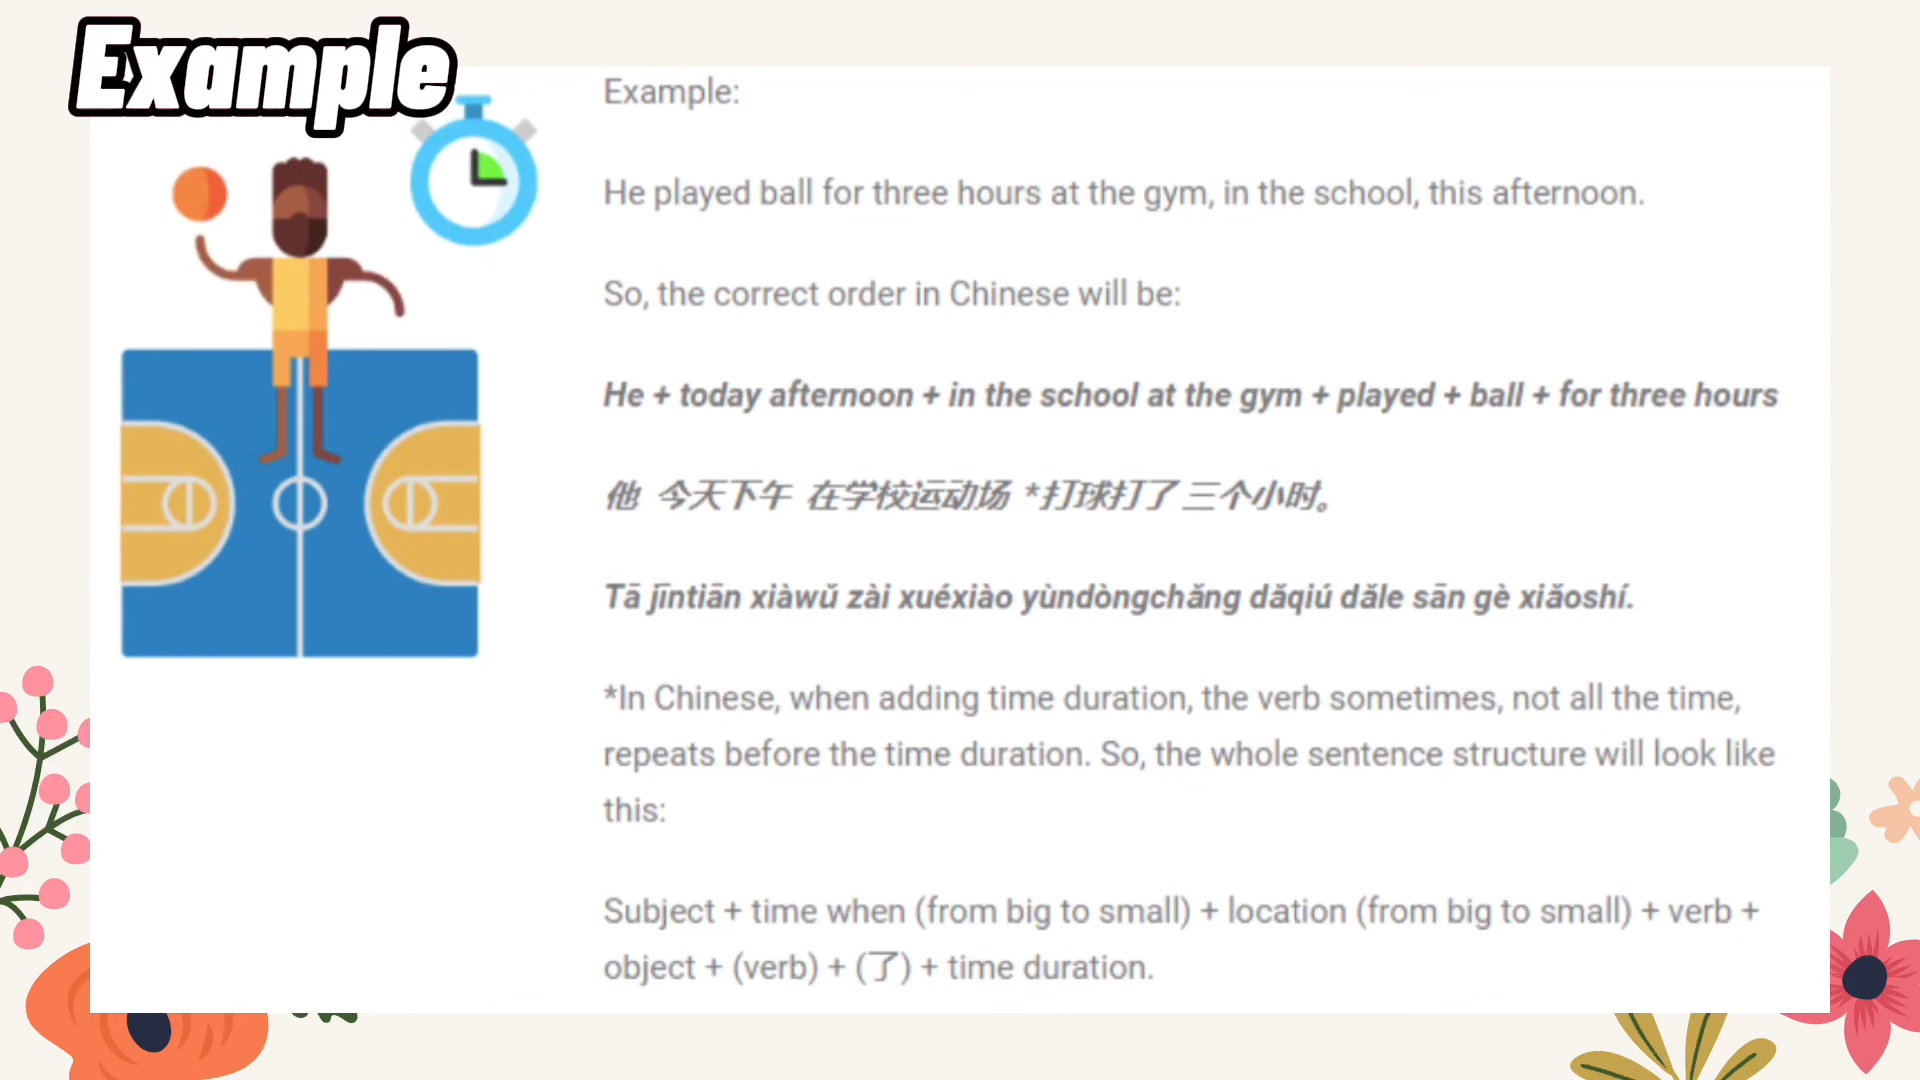 Example
Example:
He played ball for three hours at the gym, in the school, this afternoon.
So, the correct order in Chinese will be:
He + today afternoon + in the school at the gym + played + ball + for three hours
他 今天下午 在学校运动场 *打球打了 三个小时。
Tā jīntiān xiàwǔ zài xuéxiào yùndòngchǎng dǎqiú dǎle sān gè xiǎoshí.
*In Chinese, when adding time duration, the verb sometimes, not all the time,
repeats before the time duration. So, the whole sentence structure will look like
this:
Subject + time when (from big to small) + location (from big to small) + verb +
object + (verb) + (了) + time duration.